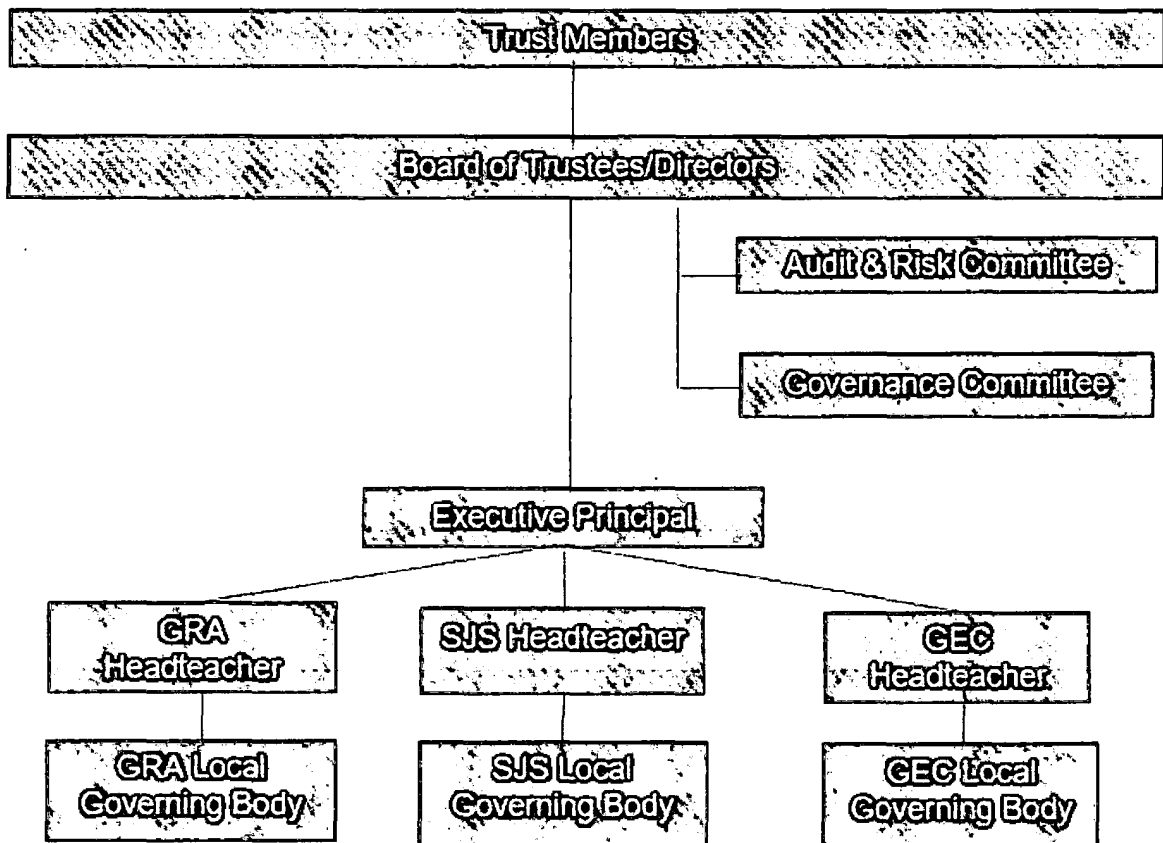 Trust Members
Board of Trustees/Directors
Audit & Risk Committee
Governance Committee
Executive Principal
GRA
Headteacher
SJS Headteacher
GEC
Headteacher
GRA Local
Governing Body
SJS Local
Governing Body
GEC Local
Governing Body